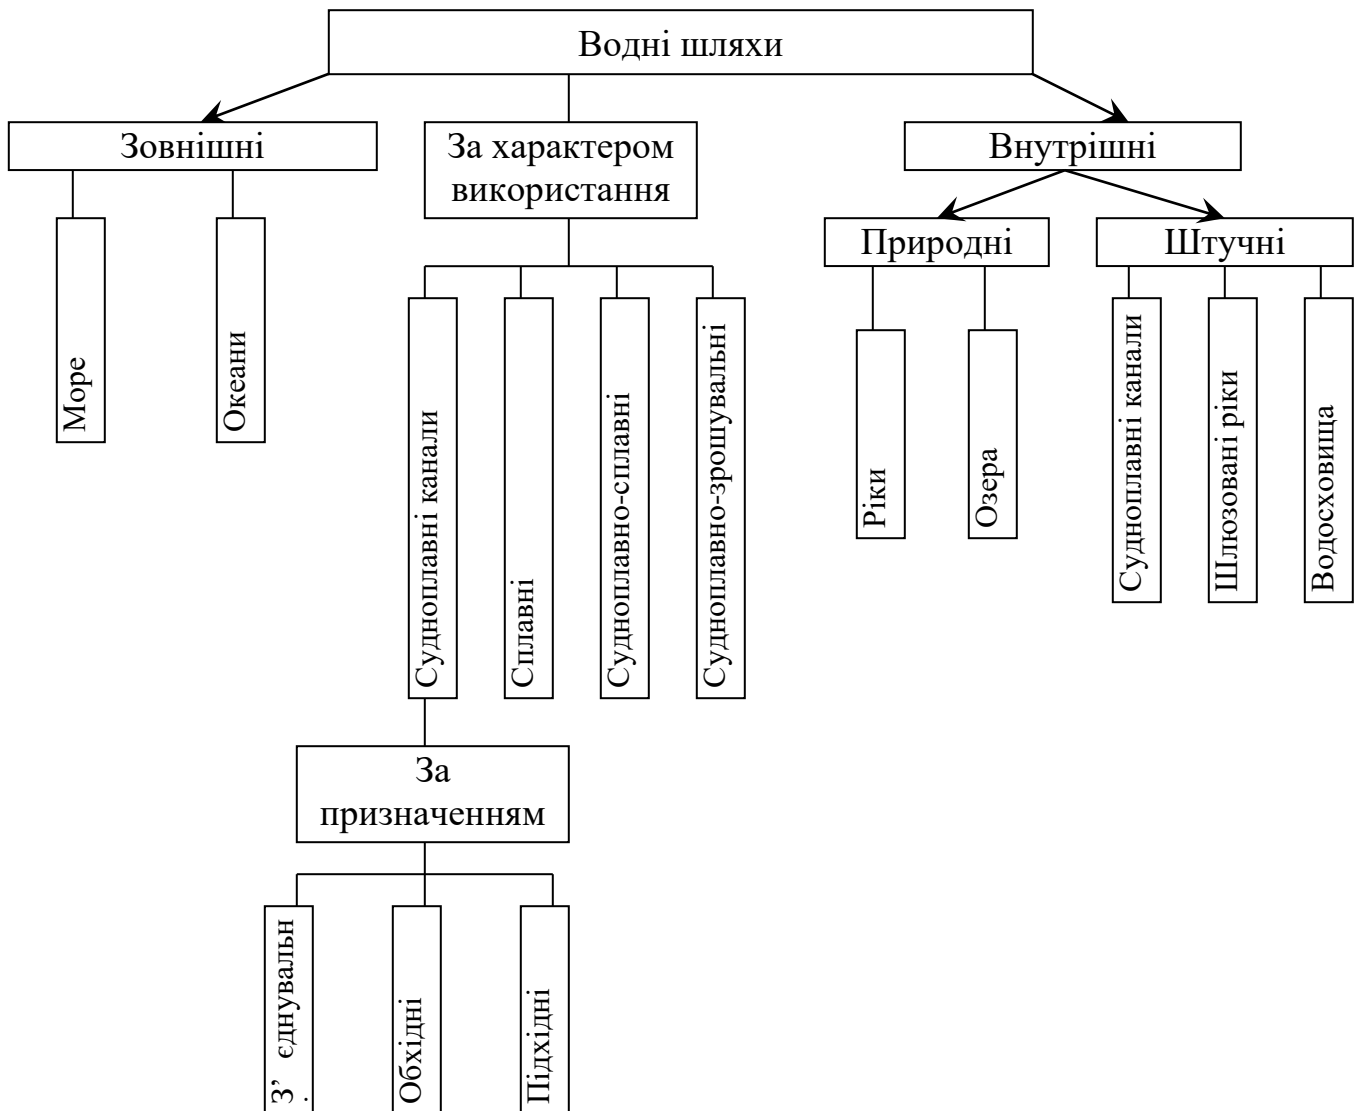 Водні шляхи
Зовнішні
За характером
використання
Внутрішні
Природні
Штучні
Море
Океани
Судноплавні канали
Сплавні
Судноплавно-сплавні
Судноплавно-зрошувальні
Ріки
Озера
Судноплавні канали
Шлюзовані ріки
Водосховища
За
призначенням
З’ єднувальн
Обхідні
Підхідні